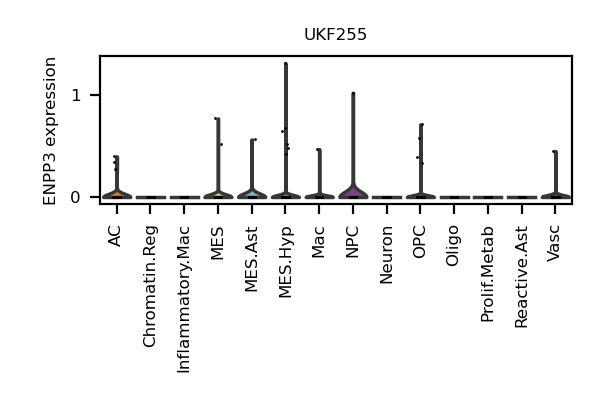 UKF255
ENPP3 expression
1
0
AC
Chromatin.Reg
Inflammatory.Mac
MES
MES.Ast
MES.Hyp
Mac
NPC
Neuron
OPC
Oligo
Prolif.Metab
Reactive.Ast
Vasc